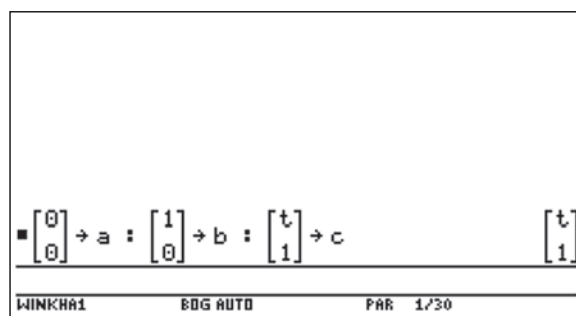 ▪[0 0] → a : [1 0] → b : [t 1] → c [t 1]
WINKHA1 BOG AUTO PAR 1/30